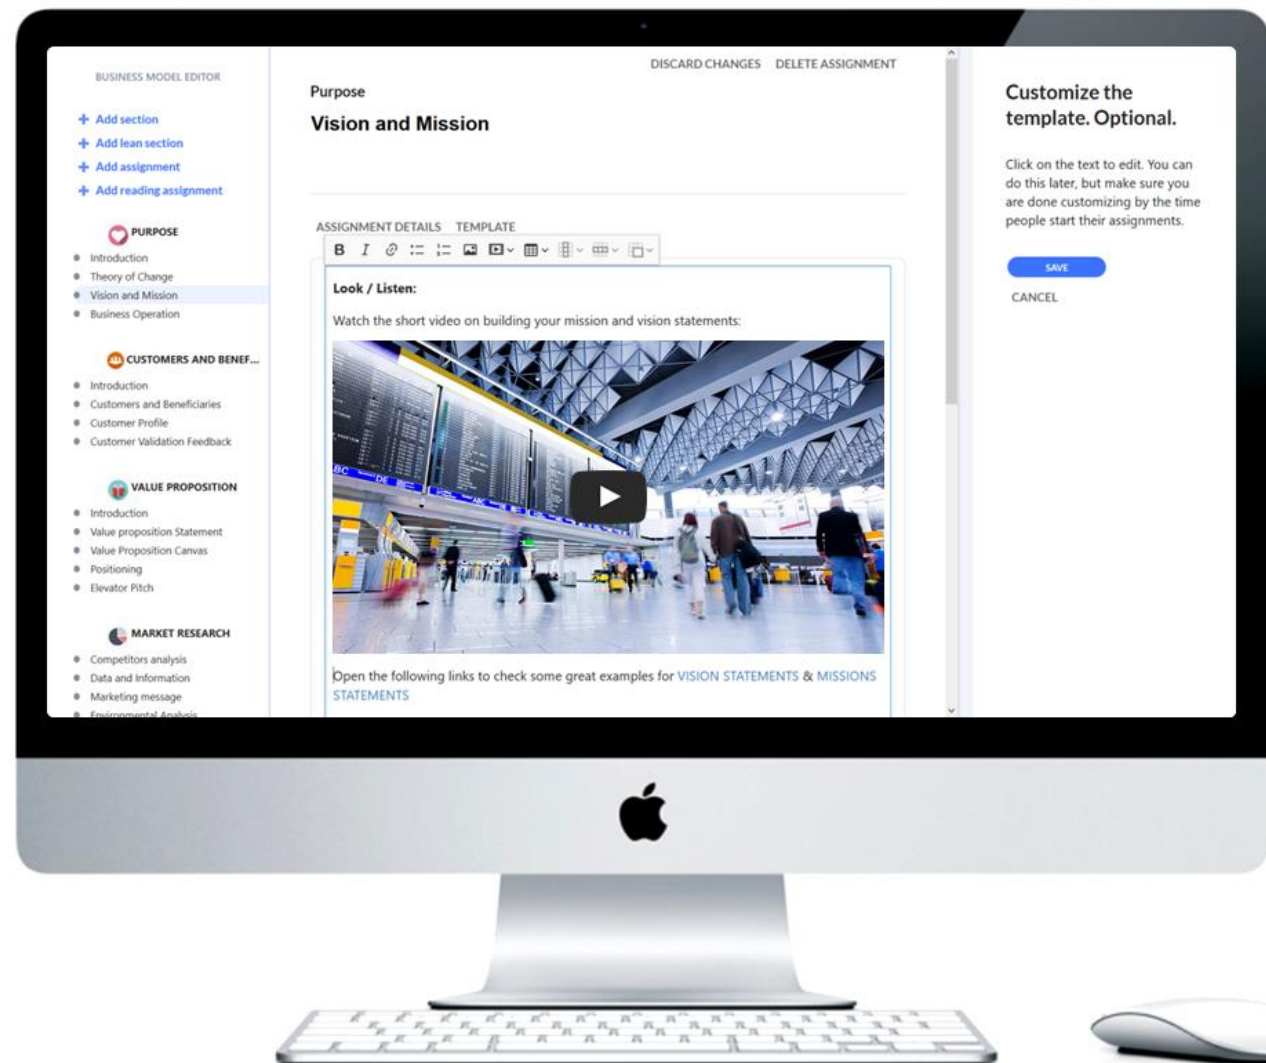 BUSINESS MODEL EDITOR
+ Add section
+ Add lean section
+ Add assignment
+ Add reading assignment
PURPOSE
Introduction
Theory of Change
Vision and Mission
Business Operation
CUSTOMERS AND BENEF...
Introduction
Customers and Beneficiaries
Customer Profile
Customer Validation Feedback
VALUE PROPOSITION
Introduction
Value proposition Statement
Value Proposition Canvas
Positioning
Elevator Pitch
MARKET RESEARCH
Competitors analysis
Data and Information
Marketing message
Environmental Analysis
DISCARD CHANGES DELETE ASSIGNMENT
Purpose
Vision and Mission
ASSIGNMENT DETAILS TEMPLATE
B I
Look / Listen:
Watch the short video on building your mission and vision statements:
ABC DE
ABC
Open the following links to check some great examples for VISION STATEMENTS & MISSIONS
STATEMENTS
Customize the
template. Optional.
Click on the text to edit. You can
do this later, but make sure you
are done customizing by the time
people start their assignments.
SAVE
CANCEL